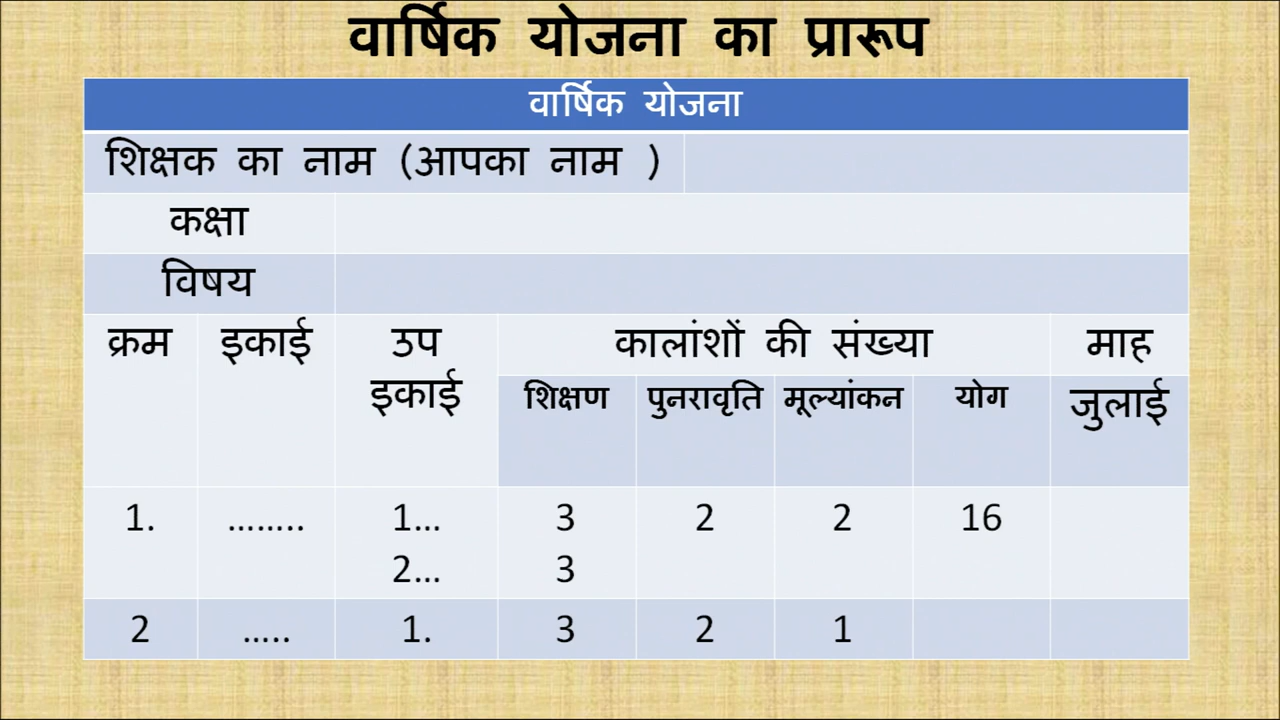 वार्षिक योजना का प्रारूप
वार्षिक योजना
शिक्षक का नाम (आपका नाम )
कक्षा
विषय
क्रम इकाई उप इकाई कालांशों की संख्या माह
शिक्षण पुनरावृति मूल्यांकन योग जुलाई
1. …….. 1… 3 2 2 16
2… 3
2 ….. 1. 3 2 1